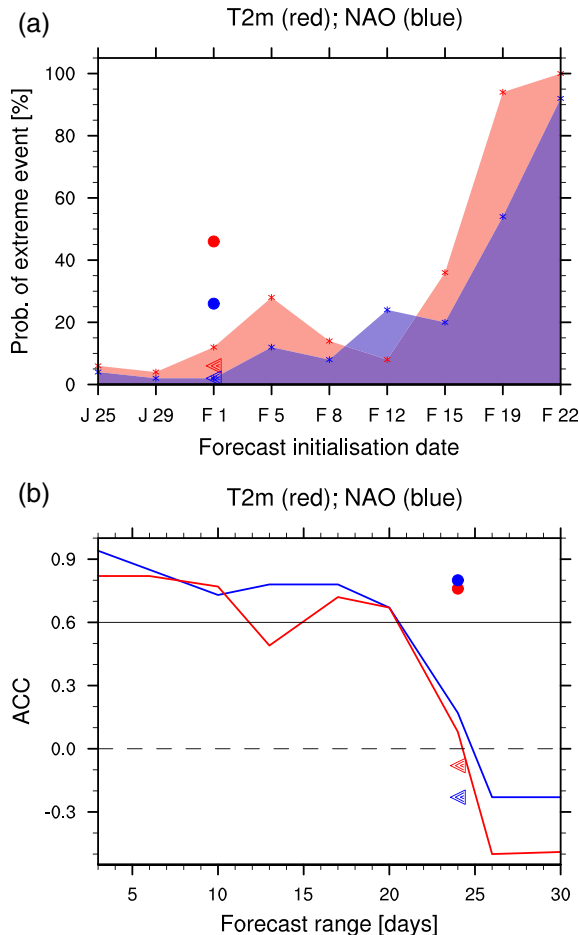 (a)
T2m (red); NAO (blue)
Prob. of extreme event [%]
100
80
60
40
20
0
J 25 J 29 F 1 F 5 F 8 F 12 F 15 F 19 F 22
Forecast initialisation date
(b)
T2m (red); NAO (blue)
ACC
0.9
0.6
0.3
0.0
-0.3
5 10 15 20 25 30
Forecast range [days]